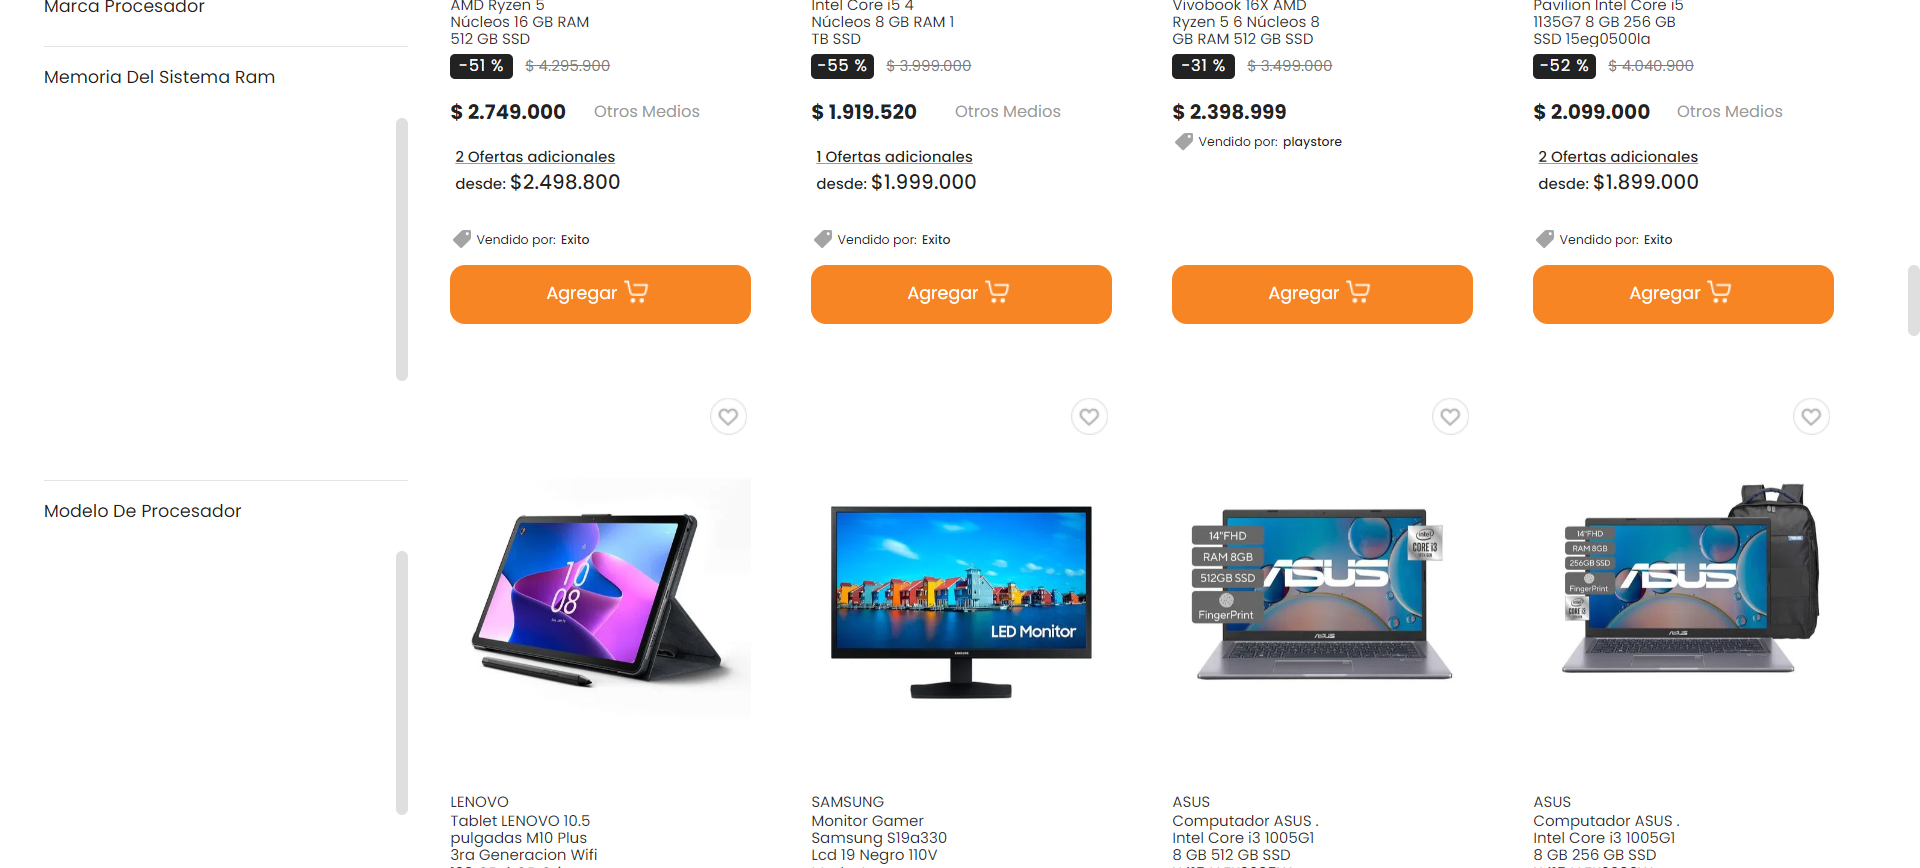 Marca Procesador
Memoria Del Sistema Ram
Modelo De Procesador
AMD Ryzen 5
Núcleos 16 GB RAM
512 GB SSD
-51 % $ 4.295.900
$ 2.749.000 Otros Medios
2 Ofertas adicionales
desde: $2.498.800
Vendido por: Exito
Agregar
Intel Core i5 4
Núcleos 8 GB RAM 1
TB SSD
-55 % $ 3.999.000
$ 1.919.520 Otros Medios
1 Ofertas adicionales
desde: $1.999.000
Vendido por: Exito
Agregar
Vivobook 16X AMD
Ryzen 5 6 Núcleos 8
GB RAM 512 GB SSD
-31 % $ 3.499.000
$ 2.398.999
Vendido por: playstore
Agregar
Pavilion Intel Core i5
1135G7 8 GB 256 GB
SSD 15eg0500la
-52 % $ 4.040.900
$ 2.099.000 Otros Medios
2 Ofertas adicionales
desde: $1.899.000
Vendido por: Exito
Agregar
10
08
LENOVO
Tablet LENOVO 10.5
pulgadas M10 Plus
3ra Generacion Wifi
LED Monitor
SAMSUNG
SAMSUNG
Monitor Gamer
Samsung S19a330
Lcd 19 Negro 110V
14"FHD
RAM 8GB
512GB SSD
FingerPrint
ASUS
intel
CORE i3
ASUS
ASUS
Computador ASUS .
Intel Core i3 1005G1
8 GB 512 GB SSD
14"FHD
RAM 8GB
256GB SSD
FingerPrint
intel
CORE i3
ASUS
ASUS
ASUS
Computador ASUS .
Intel Core i3 1005G1
8 GB 256 GB SSD